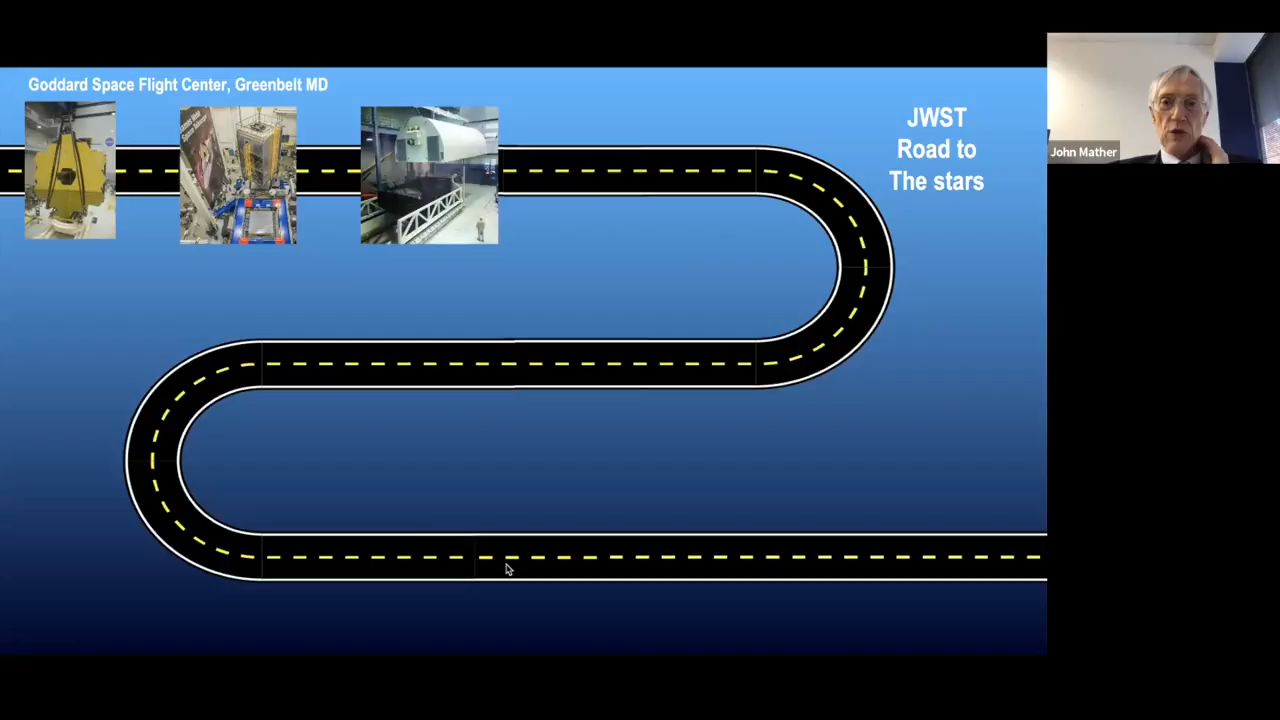 Goddard Space Flight Center, Greenbelt MD
JWST
Road to
The stars
John Mather